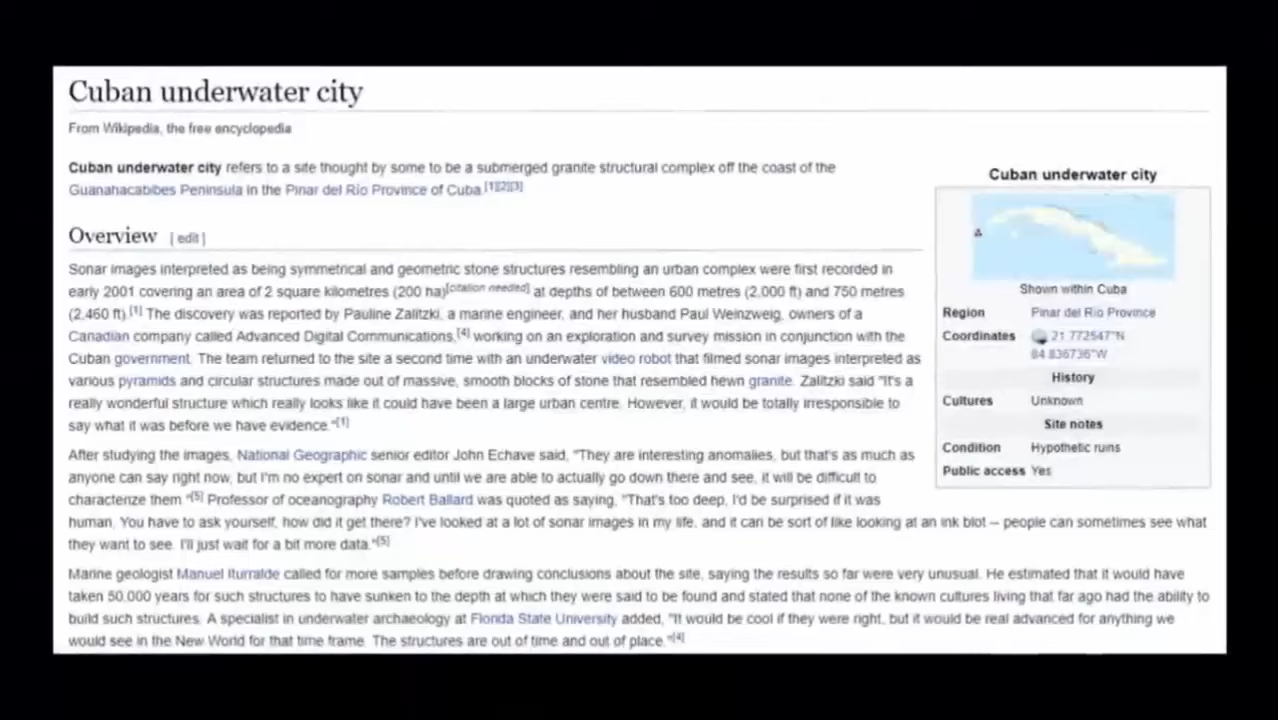 Cuban underwater city
From Wikipedia, the free encyclopedia
Cuban underwater city refers to a site thought by some to be a submerged granite structural complex off the coast of the
Guanahacabibes Peninsula in the Pinar del Río Province of Cuba.[1][2][3]
Overview [ edit ]
Sonar images interpreted as being symmetrical and geometric stone structures resembling an urban complex were first recorded in
early 2001 covering an area of 2 square kilometres (200 ha)[citation needed] at depths of between 600 metres (2,000 ft) and 750 metres
(2,460 ft).[1] The discovery was reported by Pauline Zalitzki, a marine engineer, and her husband Paul Weinzweig, owners of a
Canadian company called Advanced Digital Communications,[4] working on an exploration and survey mission in conjunction with the
Cuban government. The team returned to the site a second time with an underwater video robot that filmed sonar images interpreted as
various pyramids and circular structures made out of massive, smooth blocks of stone that resembled hewn granite. Zalitzki said "It's a
really wonderful structure which really looks like it could have been a large urban centre. However, it would be totally irresponsible to
say what it was before we have evidence."[1]
After studying the images, National Geographic senior editor John Echave said, "They are interesting anomalies, but that's as much as
anyone can say right now, but I'm no expert on sonar and until we are able to actually go down there and see, it will be difficult to
characterize them "[5] Professor of oceanography Robert Ballard was quoted as saying, "That's too deep. I'd be surprised if it was
human. You have to ask yourself, how did it get there? I've looked at a lot of sonar images in my life, and it can be sort of like looking at an ink blot – people can sometimes see what
they want to see. I'll just wait for a bit more data."[5]
Marine geologist Manuel Iturralde called for more samples before drawing conclusions about the site, saying the results so far were very unusual. He estimated that it would have
taken 50,000 years for such structures to have sunken to the depth at which they were said to be found and stated that none of the known cultures living that far ago had the ability to
build such structures. A specialist in underwater archaeology at Florida State University added, "It would be cool if they were right, but it would be real advanced for anything we
would see in the New World for that time frame. The structures are out of time and out of place."[4]
Cuban underwater city
Shown within Cuba
Region Pinar del Río Province
Coordinates 21.772547°N
84.836736°W
History
Cultures Unknown
Site notes
Condition Hypothetic ruins
Public access Yes